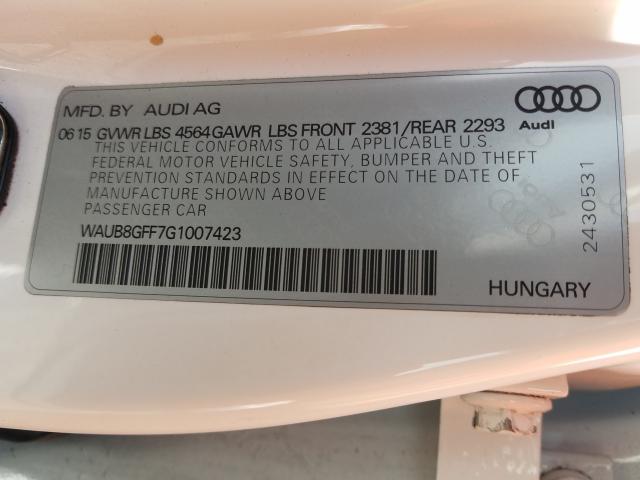 MFD. BY AUDI AG
Audi
06 15 GVWR LBS 4564 GAWR LBS FRONT 2381/REAR 2293
THIS VEHICLE CONFORMS TO ALL APPLICABLE U.S.
FEDERAL MOTOR VEHICLE SAFETY, BUMPER AND THEFT
PREVENTION STANDARDS IN EFFECT ON THE DATE OF
MANUFACTURE SHOWN ABOVE
PASSENGER CAR
WAUB8GFF7G1007423
HUNGARY
2430531